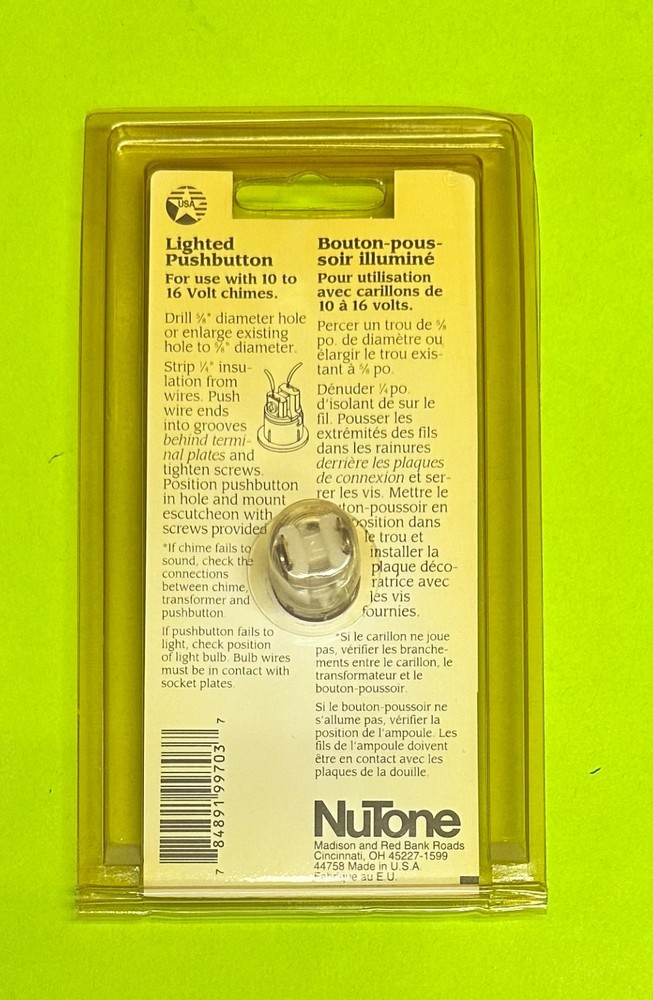 USA
Lighted
Pushbutton
For use with 10 to
16 Volt chimes.
Drill ⅝" diameter hole
or enlarge existing
hole to ⅝" diameter.
Strip ¼" insu-
lation from
wires. Push
wire ends
into grooves
behind termi-
nal plates and
tighten screws.
Position pushbutton
in hole and mount
escutcheon with
screws provided
*If chime fails to
sound, check the
connections
between chime,
transformer and
pushbutton.
If pushbutton fails to
light, check position
of light bulb. Bulb wires
must be in contact with
socket plates.
7 84891 99703 7
Bouton-pous-
soir illuminé
Pour utilisation
avec carillons de
10 à 16 volts.
Percer un trou de ⅝
po. de diamètre ou
élargir le trou exis-
tant à ⅝ po.
Dénuder ¼ po.
d'isolant de sur le
fil. Pousser les
extrémités des fils
dans les rainures
derrière les plaques
de connexion et ser-
rer les vis. Mettre le
bouton-poussoir en
position dans
le trou et
installer la
plaque déco-
ratrice avec
les vis
fournies.
*Si le carillon ne joue
pas, vérifier les branche-
ments entre le carillon, le
transformateur et le
bouton-poussoir.
Si le bouton-poussoir ne
s'allume pas, vérifier la
position de l'ampoule. Les
fils de l'ampoule doivent
être en contact avec les
plaques de la douille.
NuTone
Madison and Red Bank Roads
Cincinnati, OH 45227-1599
44758 Made in U.S.A.
Fabriqué au E.U.